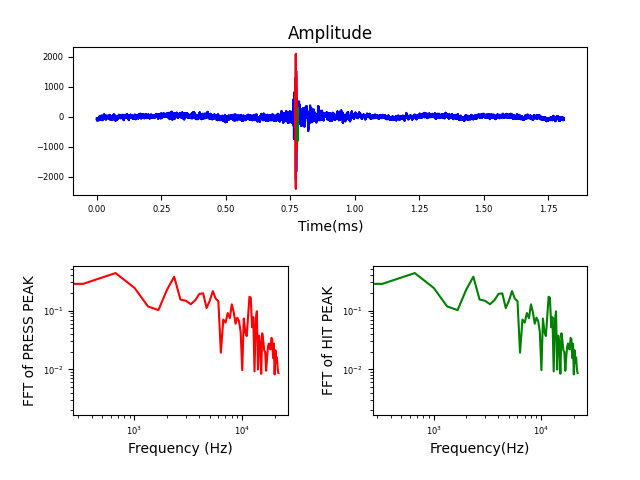 Amplitude
2000
1000
0
−1000
−2000
0.00 0.25 0.50 0.75 1.00 1.25 1.50 1.75
Time(ms)
FFT of PRESS PEAK
10⁻¹
10⁻²
10³ 10⁴
Frequency (Hz)
FFT of HIT PEAK
10⁻¹
10⁻²
10³ 10⁴
Frequency(Hz)